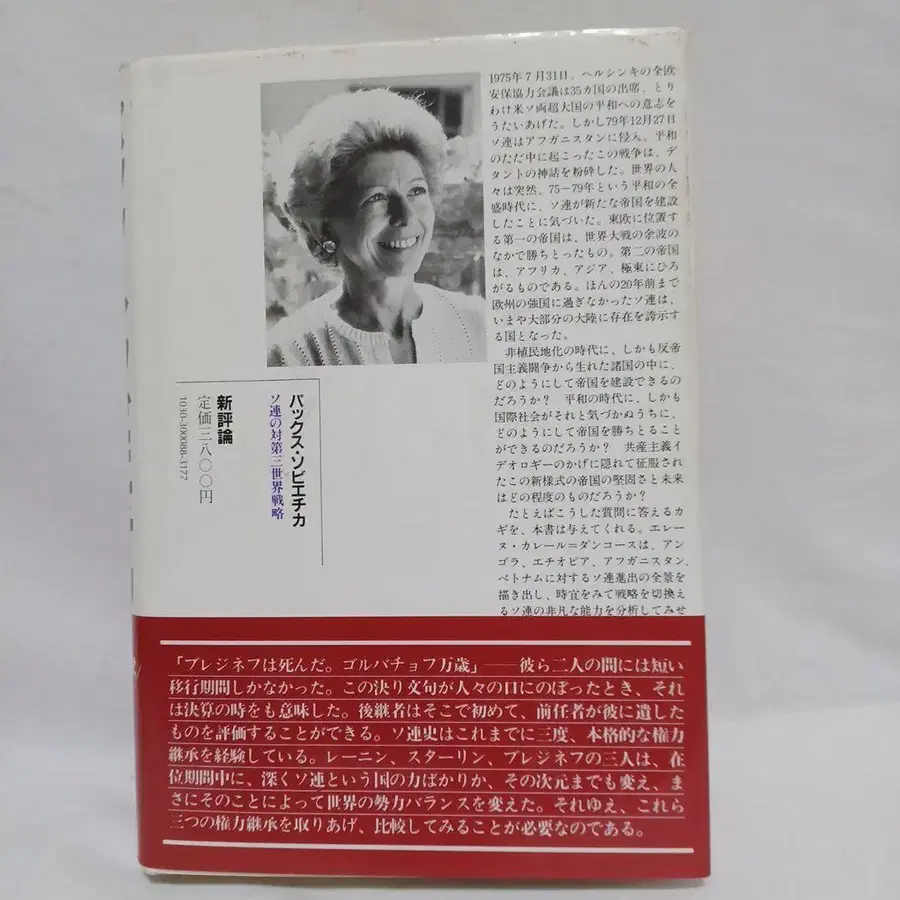 1975年7月31日、ヘルシンキの全欧
安保協力会議は35カ国の出席、とり
わけ米ソ両超大国の平和への意志を
うたいあげた。しかし79年12月27日
ソ連はアフガニスタンに侵入。平和
のただ中に起こったこの戦争は、デ
タントの神話を粉砕した。世界の人
々は突然、75−79年という平和の全
盛時代に、ソ連が新たな帝国を建設
したことに気づいた。東欧に位置す
る第一の帝国は、世界大戦の余波の
なかで勝ちとったもの。第二の帝国
は、アフリカ、アジア、極東にひろ
がるものである。ほんの20年前まで
欧州の強国に過ぎなかったソ連は、
いまや大部分の大陸に存在を誇示す
る国となった。
非植民地化の時代に、しかも反帝
国主義闘争から生れた諸国の中に、
どのようにして帝国を建設できるの
だろうか? 平和の時代に、しかも
国際社会がそれと気づかぬうちに、
どのようにして帝国を勝ちとること
ができるのだろうか? 共産主義イ
デオロギーのかげに隠れて征服され
たこの新様式の帝国の堅固さと未来
はどの程度のものだろうか?
たとえばこうした質問に答えるカ
ギを、本書は与えてくれる。エレー
ヌ・カレール=ダンコースは、アン
ゴラ、エチオピア、アフガニスタン、
ベトナムに対するソ連進出の全景を
描き出し、時宜をみて戦略を切換え
るソ連の非凡な能力を分析してみせ
パックス・ソビエチカ
ソ連の対第三世界戦略
新評論
定価三八〇〇円
1030-300088-3177
「ブレジネフは死んだ。ゴルバチョフ万歳」──彼ら二人の間には短い
移行期間しかなかった。この決り文句が人々の口にのぼったとき、それ
は決算の時をも意味した。後継者はそこで初めて、前任者が彼に遺した
ものを評価することができる。ソ連史はこれまでに三度、本格的な権力
継承を経験している。レーニン、スターリン、ブレジネフの三人は、在
位期間中に、深くソ連という国の力ばかりか、その次元までも変え、ま
さにそのことによって世界の勢力バランスを変えた。それゆえ、これら
三つの権力継承を取りあげ、比較してみることが必要なのである。